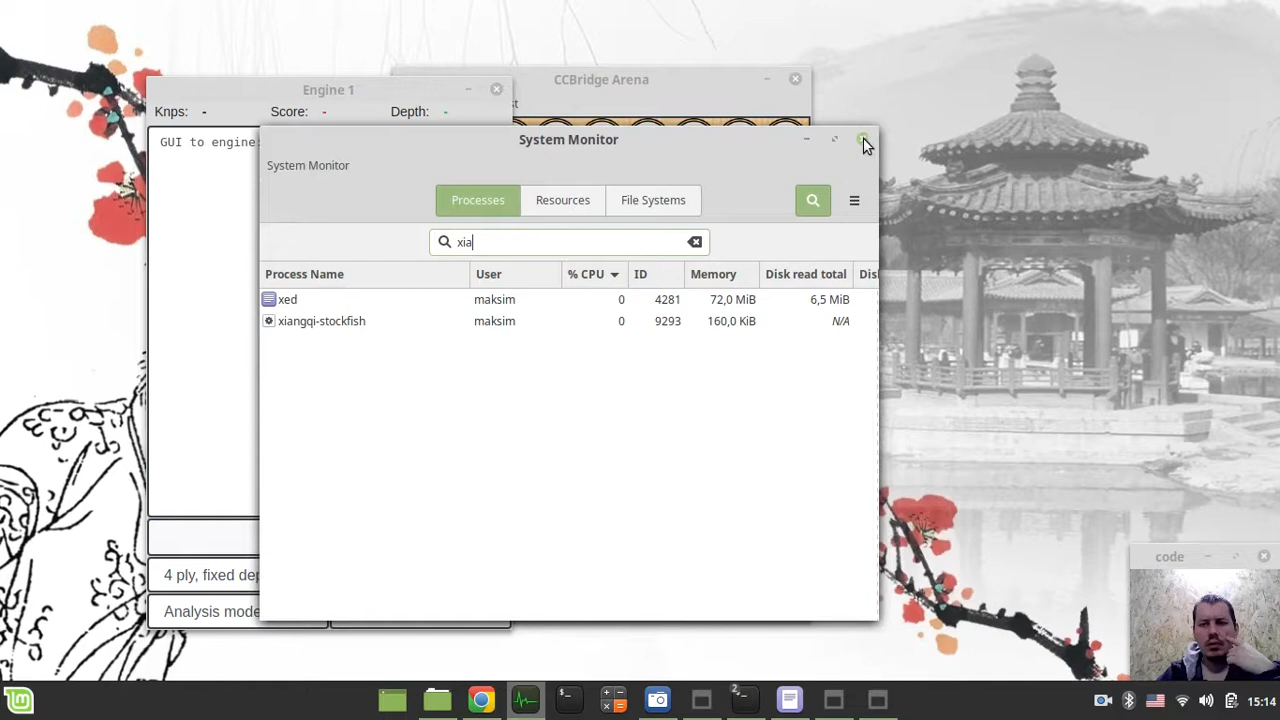 CCBridge Arena
Engine 1
Knps: - Score: - Depth: -
st
GUI to engine:
System Monitor
System Monitor
Processes Resources File Systems
xia
Process Name User % CPU ID Memory Disk read total Disk
xed maksim 0 4281 72,0 MiB 6,5 MiB
xiangqi-stockfish maksim 0 9293 160,0 KiB N/A
4 ply, fixed dep
Analysis mode
code
15:14